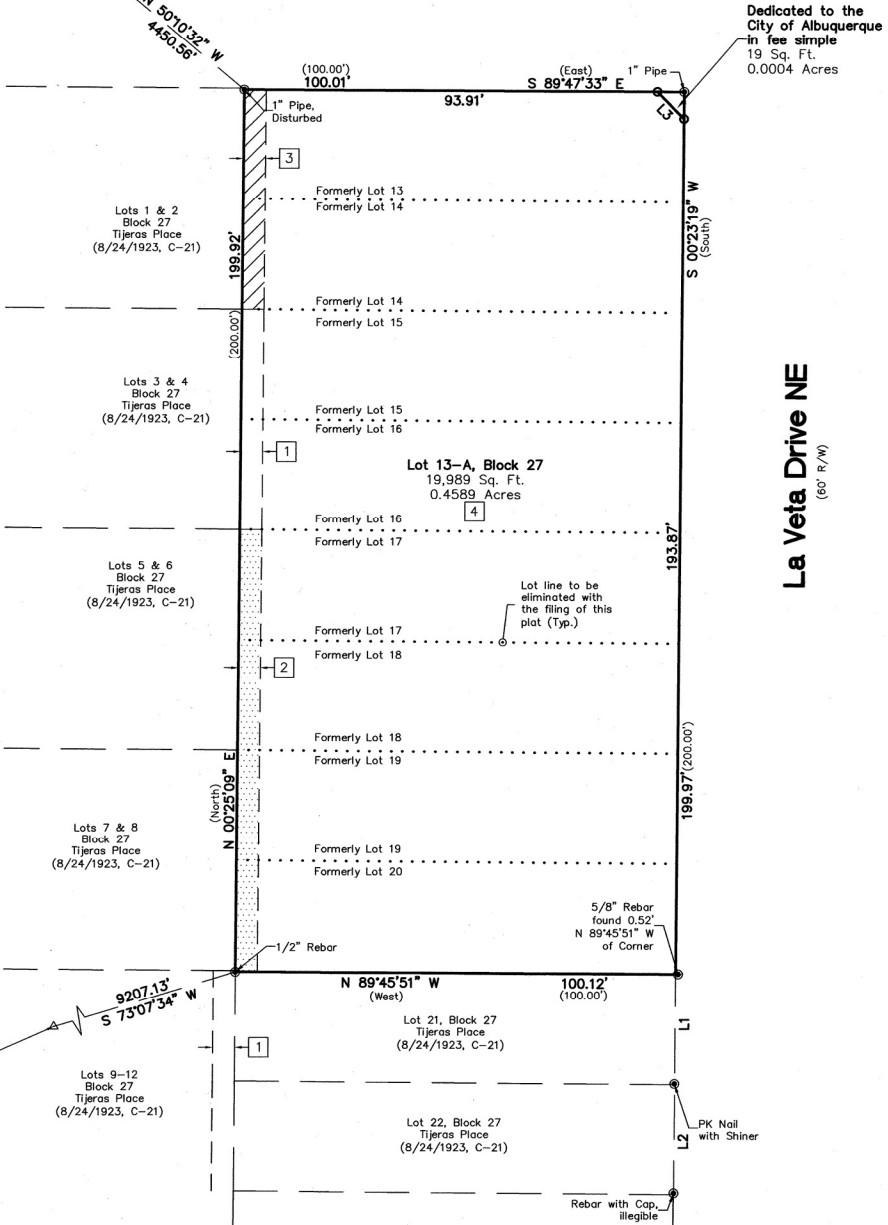 N 50°10'32" W
4450.56'
Dedicated to the
City of Albuquerque
in fee simple
19 Sq. Ft.
0.0004 Acres
(100.00')
100.01'
(East)
S 89°47'33" E
1" Pipe
93.91'
L3
1" Pipe,
Disturbed
3
Formerly Lot 13
Formerly Lot 14
Lots 1 & 2
Block 27
Tijeras Place
(8/24/1923, C-21)
199.92'
(200.00')
S 00°23'19" W
(South)
Formerly Lot 14
Formerly Lot 15
Lots 3 & 4
Block 27
Tijeras Place
(8/24/1923, C-21)
Formerly Lot 15
Formerly Lot 16
1
Lot 13-A, Block 27
19,989 Sq. Ft.
0.4589 Acres
4
La Veta Drive NE
(60' R/W)
Formerly Lot 16
Formerly Lot 17
193.87'
Lots 5 & 6
Block 27
Tijeras Place
(8/24/1923, C-21)
Lot line to be
eliminated with
the filing of this
plat (Typ.)
Formerly Lot 17
Formerly Lot 18
2
Formerly Lot 18
Formerly Lot 19
(North)
N 00°25'09" E
199.97'
(200.00')
Lots 7 & 8
Block 27
Tijeras Place
(8/24/1923, C-21)
Formerly Lot 19
Formerly Lot 20
5/8" Rebar
found 0.52'
N 89°45'51" W
of Corner
1/2" Rebar
N 89°45'51" W
(West)
100.12'
(100.00')
9207.13'
S 73°07'34" W
Lot 21, Block 27
Tijeras Place
(8/24/1923, C-21)
L1
1
Lots 9-12
Block 27
Tijeras Place
(8/24/1923, C-21)
Lot 22, Block 27
Tijeras Place
(8/24/1923, C-21)
PK Nail
with Shiner
L2
Rebar with Cap,
illegible